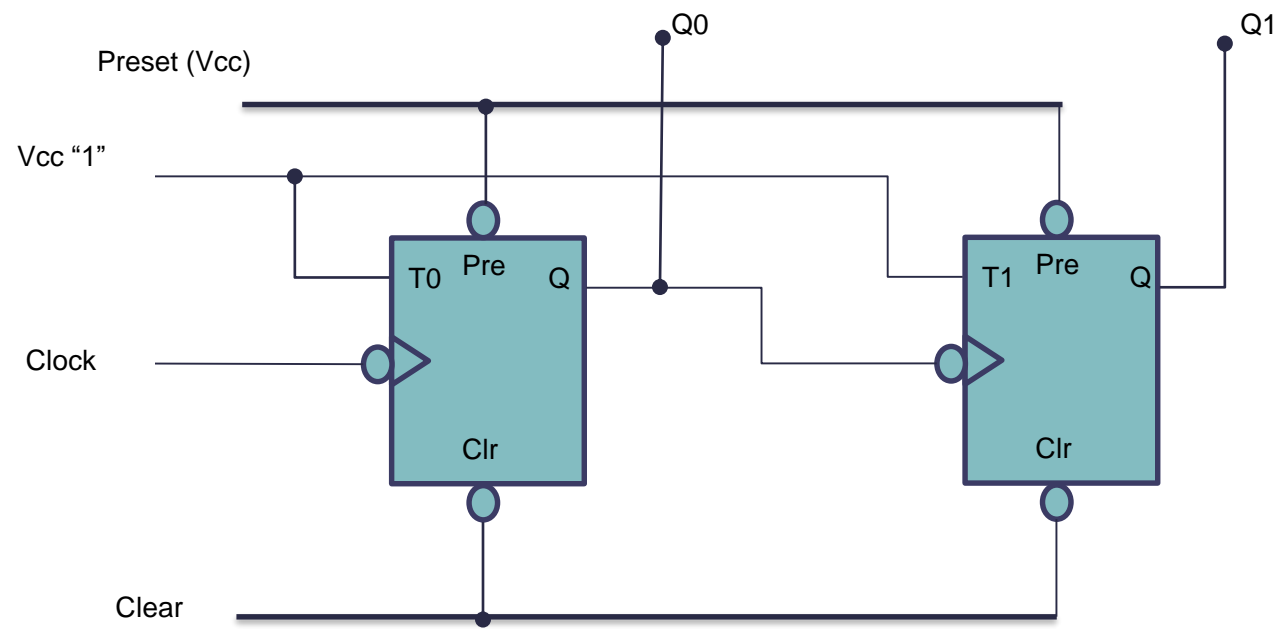 Q0
Q1
Preset (Vcc)
Vcc “1”
T0
Pre
Q
T1
Pre
Q
Clock
Clr
Clr
Clear